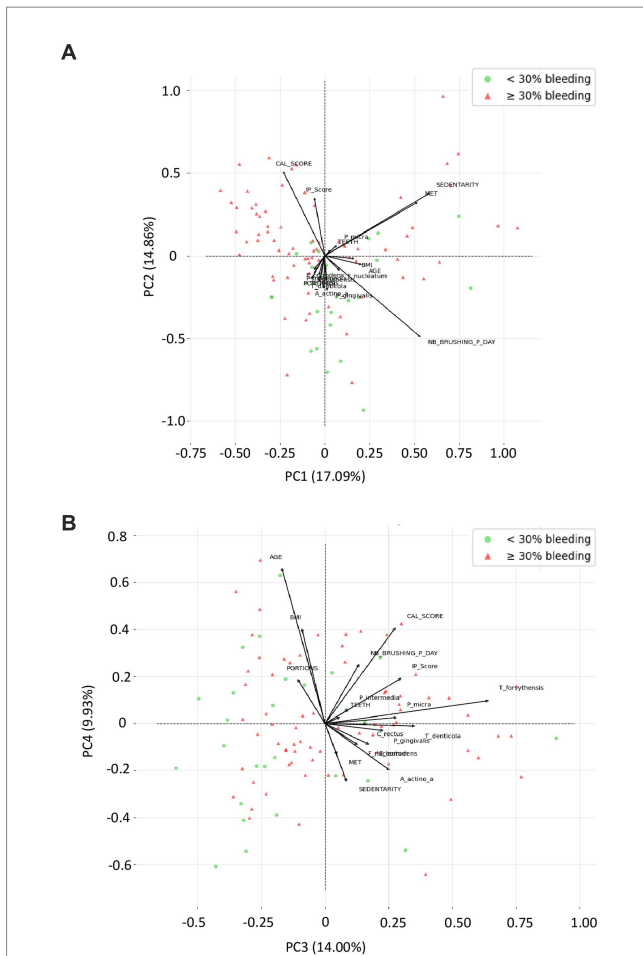 A
< 30% bleeding
≥ 30% bleeding
1.0
0.5
0
-0.5
-1.0
PC2 (14.86%)
CAL_SCORE
IP_Score
SEDENTARITY
MET
P_micra
TEETH
BMI
AGE
F_nucleatum
T_denticola
A_actino_a
P_gingivalis
NB_BRUSHING_P_DAY
-0.75
-0.50
-0.25
0
0.25
0.50
0.75
1.00
PC1 (17.09%)
B
< 30% bleeding
≥ 30% bleeding
0.8
0.6
0.4
0.2
0
-0.2
-0.4
-0.6
PC4 (9.93%)
AGE
BMI
CAL_SCORE
NB_BRUSHING_P_DAY
IP_Score
PORTIONS
T_forsythensis
P_intermedia
TEETH
P_micra
C_rectus
T_denticola
P_gingivalis
MET
A_actino_a
SEDENTARITY
-0.5
-0.25
0
0.25
0.50
0.75
1.00
PC3 (14.00%)